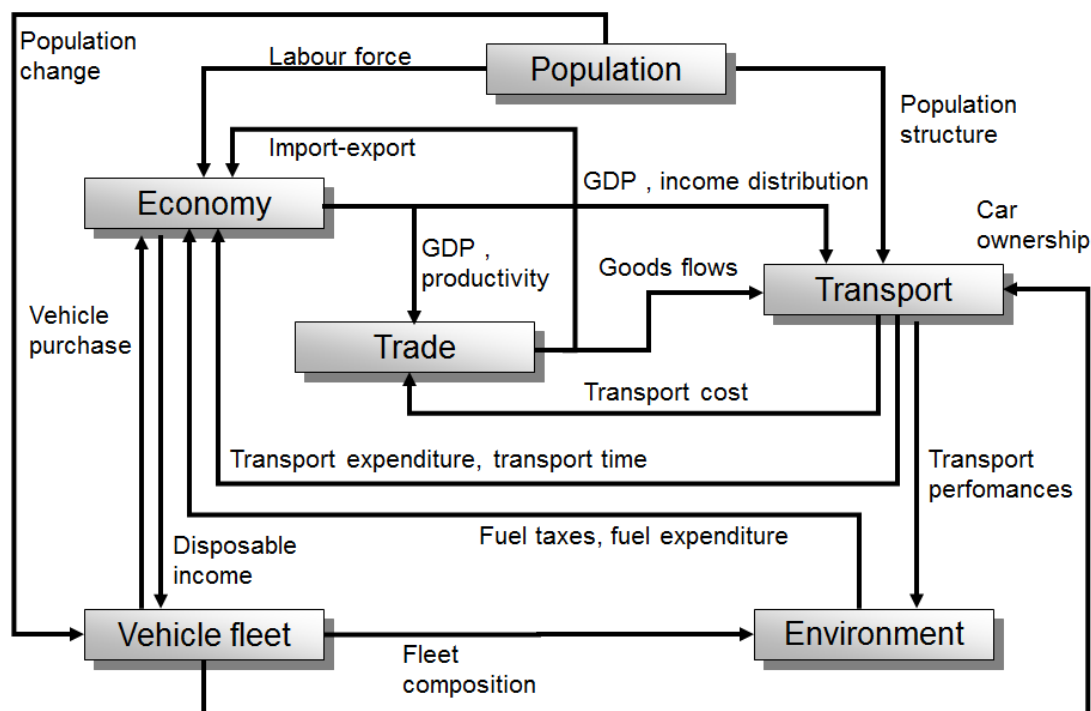 Population
change
Labour force
Population
Population
structure
Import-export
Economy
GDP , income distribution
Car
ownership
GDP ,
productivity
Goods flows
Transport
Vehicle
purchase
Trade
Transport cost
Transport expenditure, transport time
Transport
perfomances
Fuel taxes, fuel expenditure
Disposable
income
Vehicle fleet
Environment
Fleet
composition